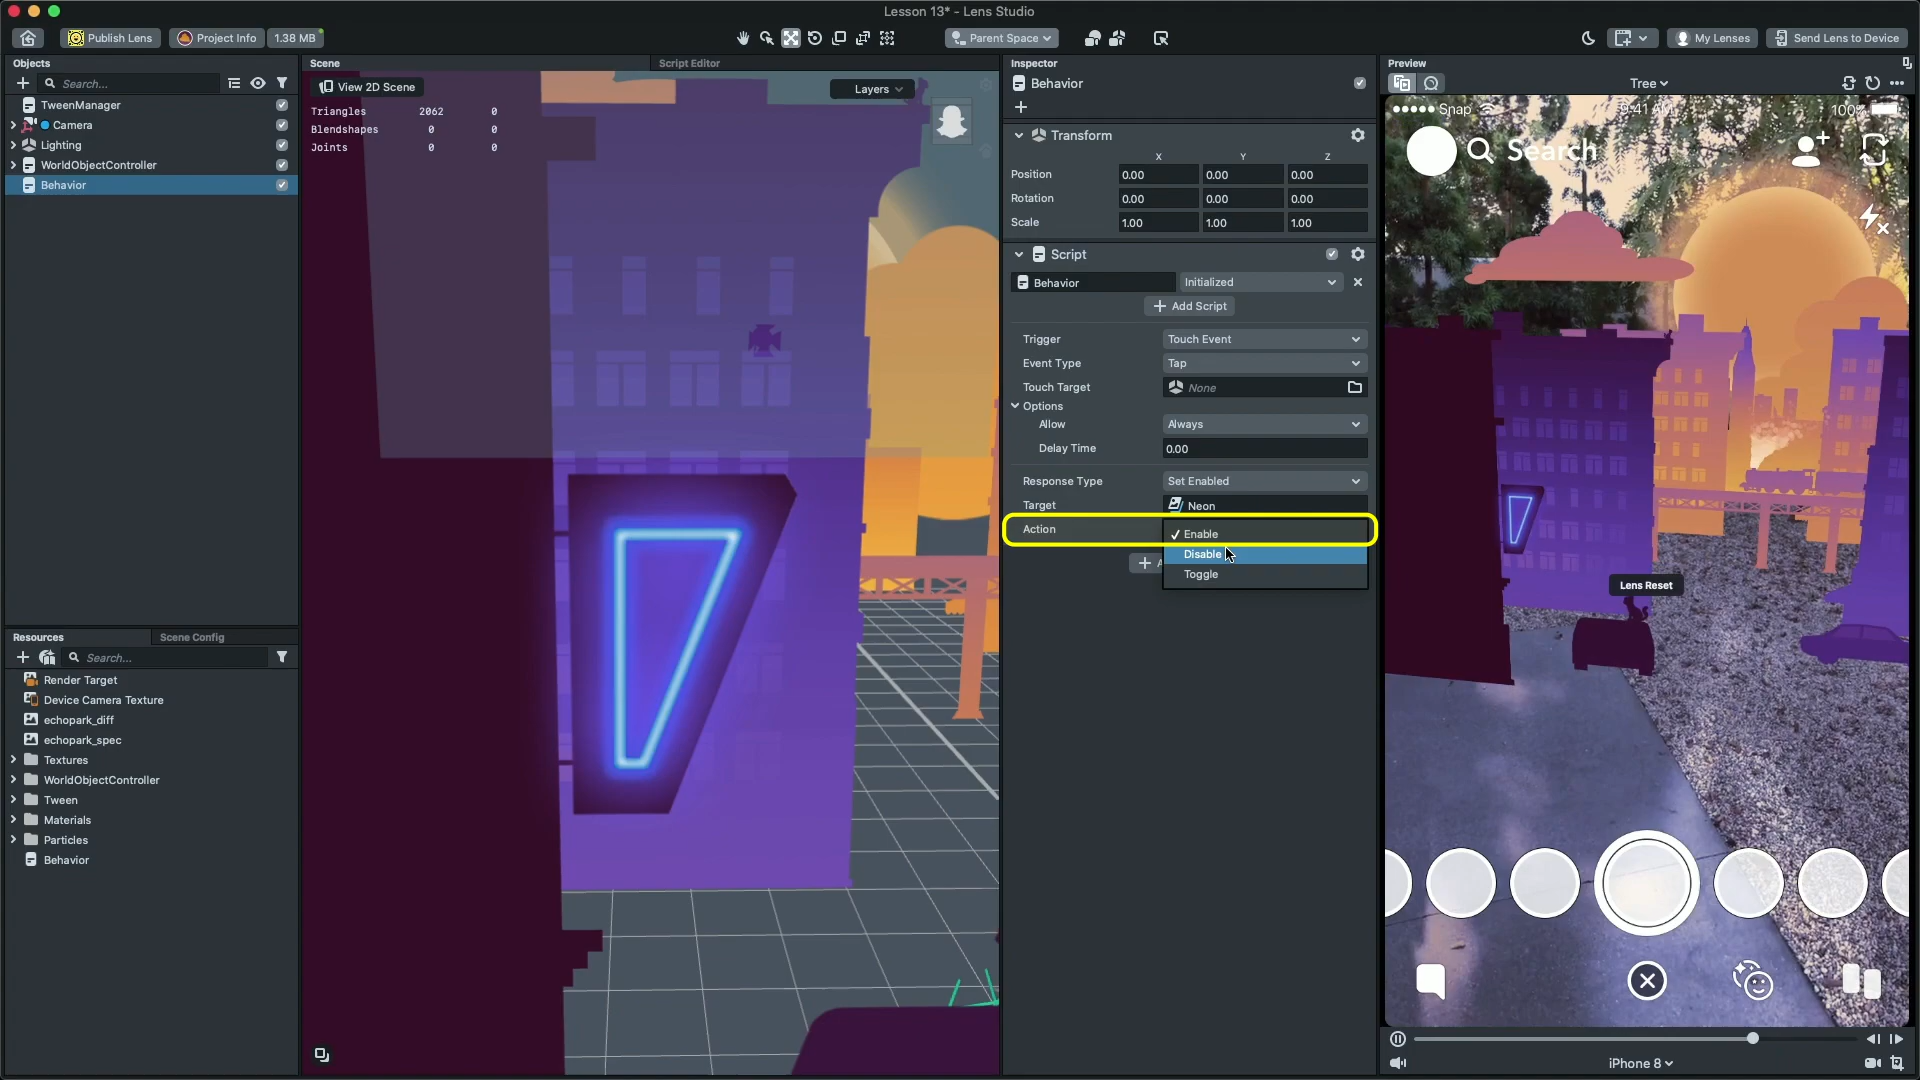 Lesson 13* - Lens Studio
Publish Lens
Project Info
1.38 MB
Parent Space
My Lenses
Send Lens to Device
Objects
Search...
TweenManager
Camera
Lighting
WorldObjectController
Behavior
Scene
Script Editor
View 2D Scene
Layers
Triangles 2062 0
Blendshapes 0 0
Joints 0 0
Inspector
Behavior
Transform
X Y Z
Position 0.00 0.00 0.00
Rotation 0.00 0.00 0.00
Scale 1.00 1.00 1.00
Script
Behavior Initialized
Add Script
Trigger Touch Event
Event Type Tap
Touch Target None
Options
Allow Always
Delay Time 0.00
Response Type Set Enabled
Target Neon
Action
✓ Enable
Disable
Toggle
Preview
Tree
Snap 9:41 AM 100%
Search
Lens Reset
iPhone 8
Resources
Scene Config
Search...
Render Target
Device Camera Texture
echopark_diff
echopark_spec
Textures
WorldObjectController
Tween
Materials
Particles
Behavior